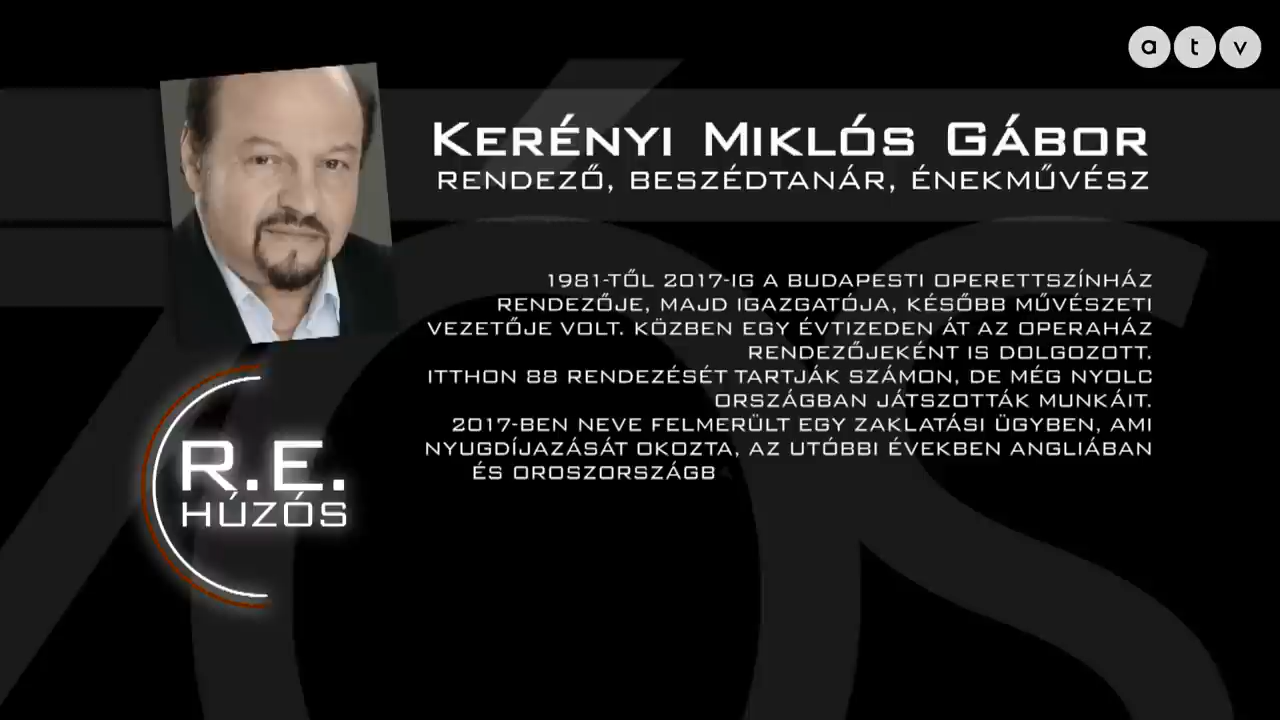 atv
KERÉNYI MIKLÓS GÁBOR
RENDEZŐ, BESZÉDTANÁR, ÉNEKMŰVÉSZ
1981-TŐL 2017-IG A BUDAPESTI OPERETTSZÍNHÁZ
RENDEZŐJE, MAJD IGAZGATÓJA, KÉSŐBB MŰVÉSZETI
VEZETŐJE VOLT. KÖZBEN EGY ÉVTIZEDEN ÁT AZ OPERAHÁZ
RENDEZŐJEKÉNT IS DOLGOZOTT.
ITTHON 88 RENDEZÉSÉT TARTJÁK SZÁMON, DE MÉG NYOLC
ORSZÁGBAN JÁTSZOTTÁK MUNKÁIT.
2017-BEN NEVE FELMERÜLT EGY ZAKLATÁSI ÜGYBEN, AMI
NYUGDÍJAZÁSÁT OKOZTA, AZ UTÓBBI ÉVEKBEN ANGLIÁBAN
ÉS OROSZORSZÁGB
R.E.
HÚZÓS